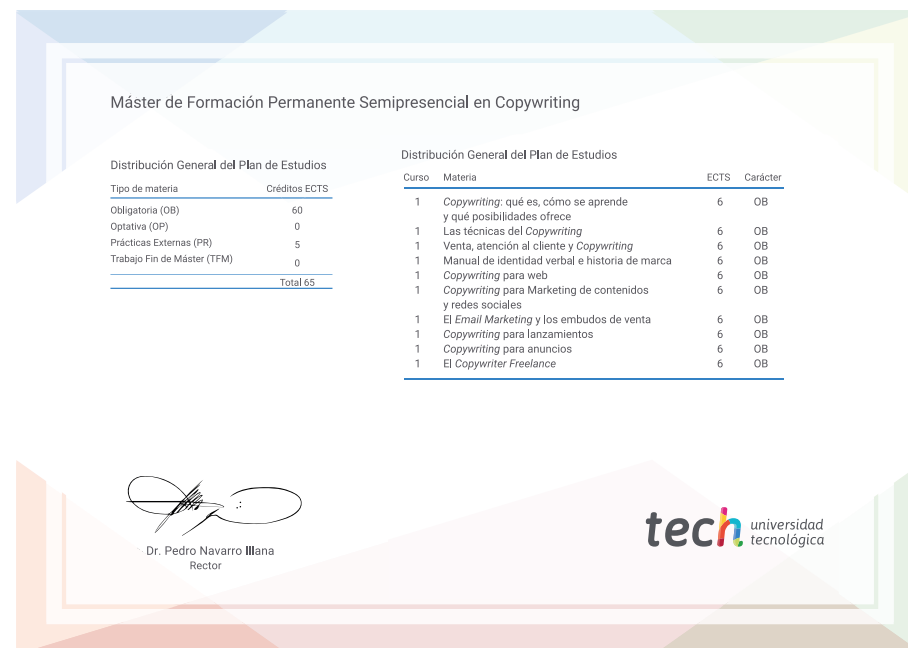 Máster de Formación Permanente Semipresencial en Copywriting
Distribución General del Plan de Estudios
Tipo de materia Créditos ECTS
Obligatoria (OB) 60
Optativa (OP) 0
Prácticas Externas (PR) 5
Trabajo Fin de Máster (TFM) 0
Total 65
Distribución General del Plan de Estudios
Curso Materia ECTS Carácter
1 Copywriting: qué es, cómo se aprende 6 OB
y qué posibilidades ofrece
1 Las técnicas del Copywriting 6 OB
1 Venta, atención al cliente y Copywriting 6 OB
1 Manual de identidad verbal e historia de marca 6 OB
1 Copywriting para web 6 OB
1 Copywriting para Marketing de contenidos 6 OB
y redes sociales
1 El Email Marketing y los embudos de venta 6 OB
1 Copywriting para lanzamientos 6 OB
1 Copywriting para anuncios 6 OB
1 El Copywriter Freelance 6 OB
Dr. Pedro Navarro Illana
Rector
tech universidad
tecnológica